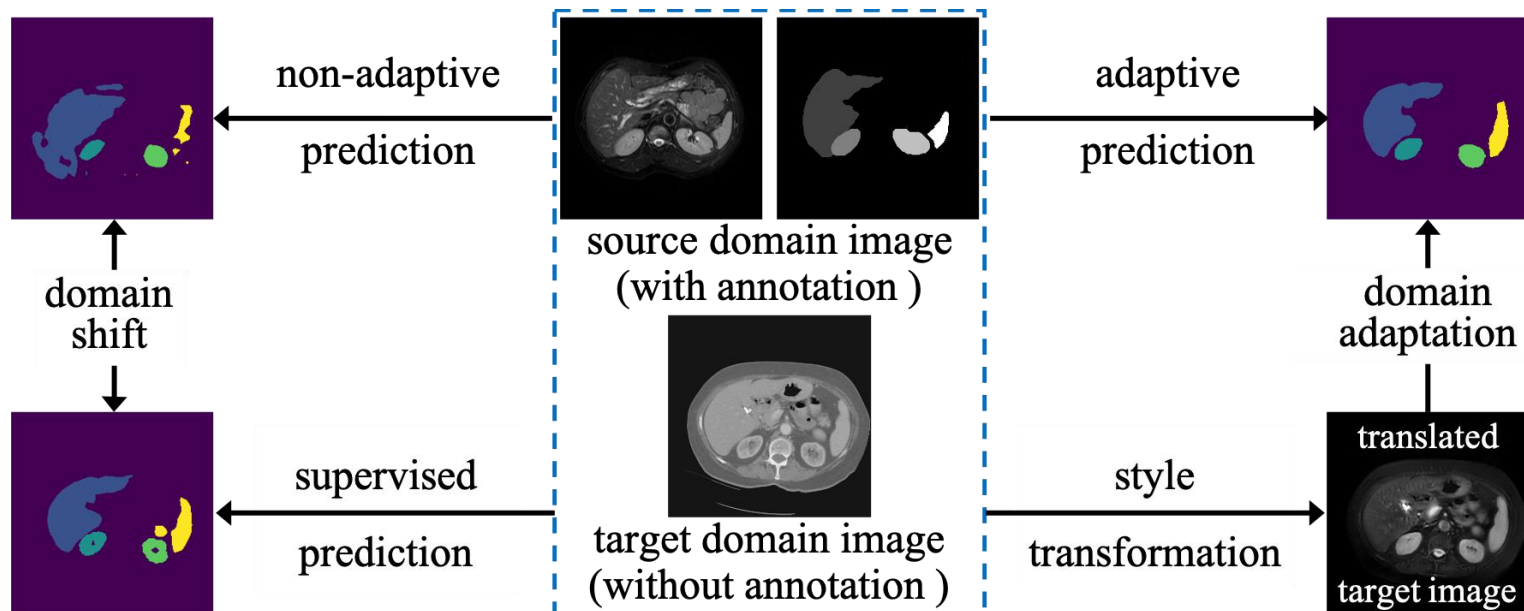 non-adaptive
prediction
adaptive
prediction
source domain image
(with annotation )
domain
shift
domain
adaptation
supervised
prediction
target domain image
(without annotation )
style
transformation
translated
target image